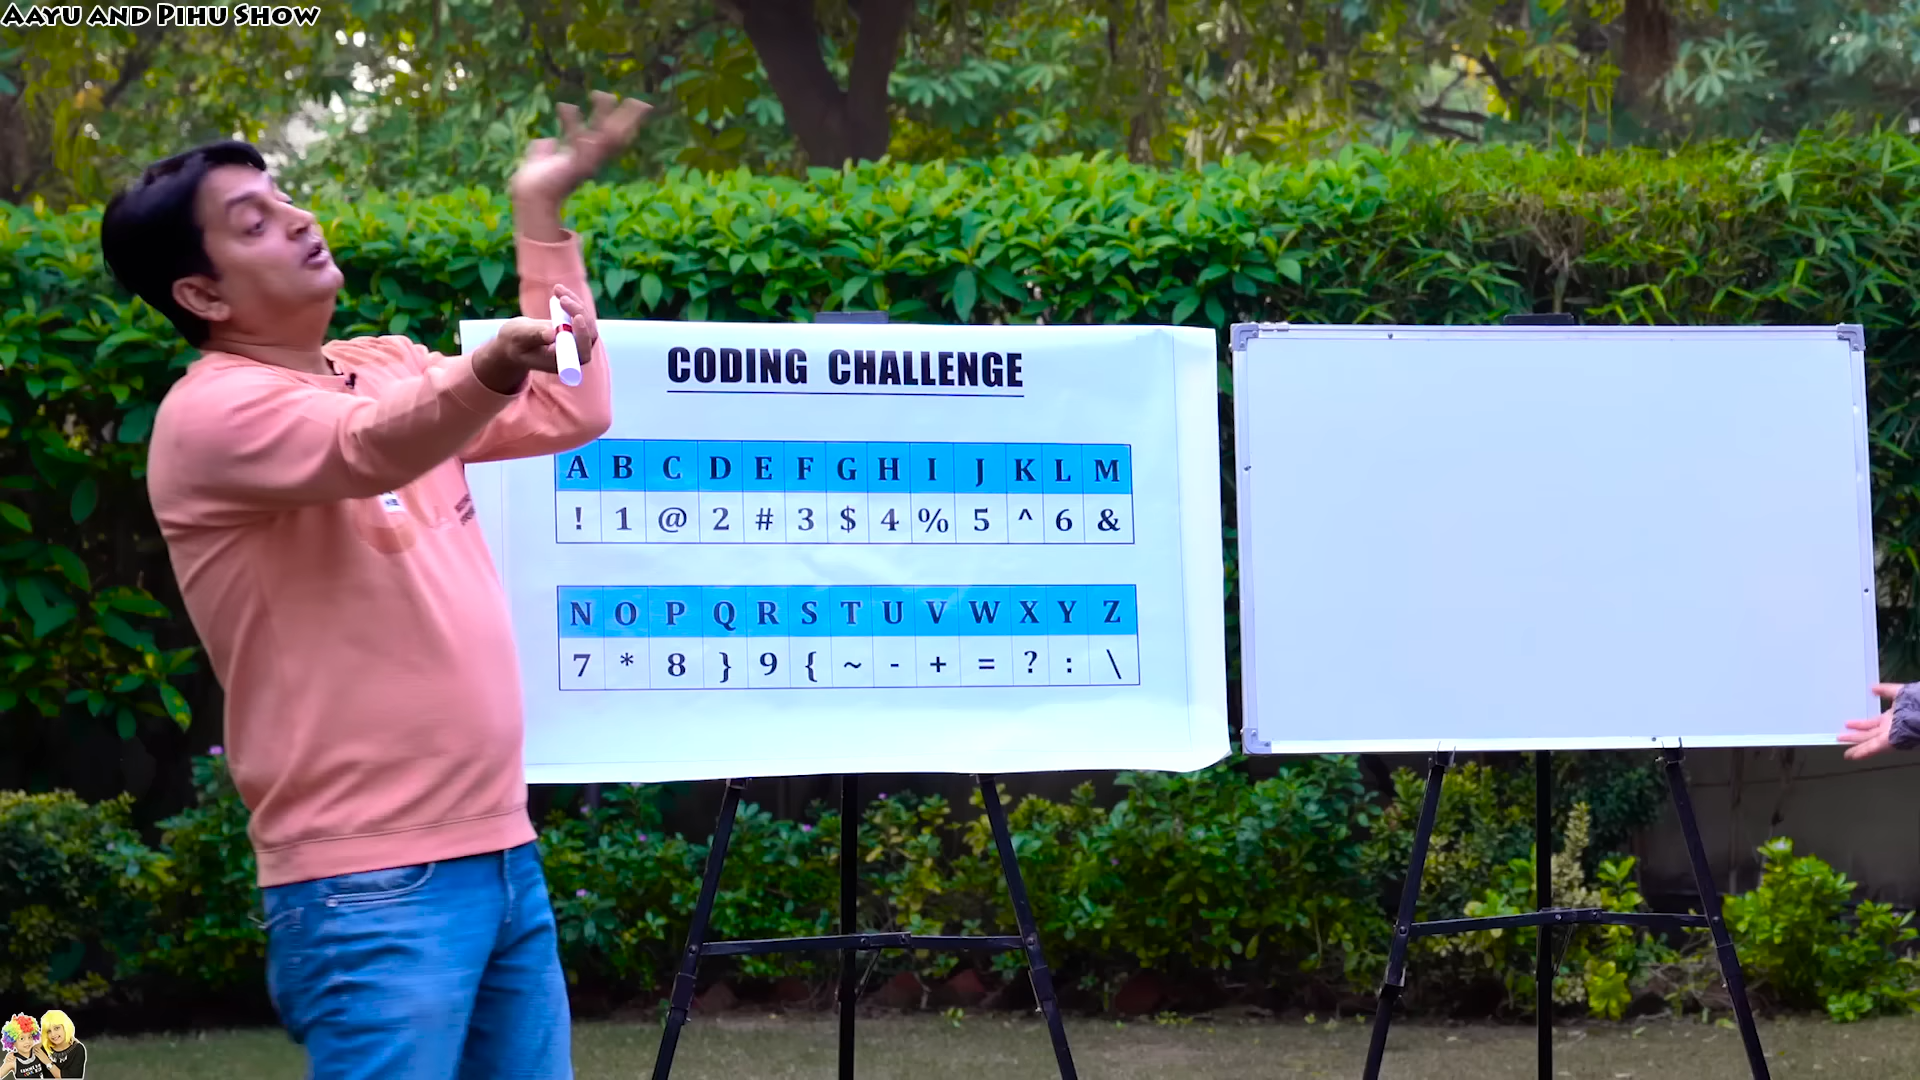 AAYU AND PIHU SHOW
CODING CHALLENGE
A B C D E F G H I J K L M
! 1 @ 2 # 3 $ 4 % 5 ^ 6 &
N O P Q R S T U V W X Y Z
7 * 8 } 9 { ~ - + = ? : \